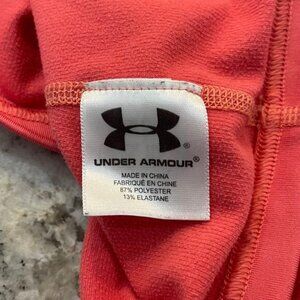 UNDER ARMOUR®
MADE IN CHINA
FABRIQUÉ EN CHINE
87% POLYESTER
13% ELASTANE